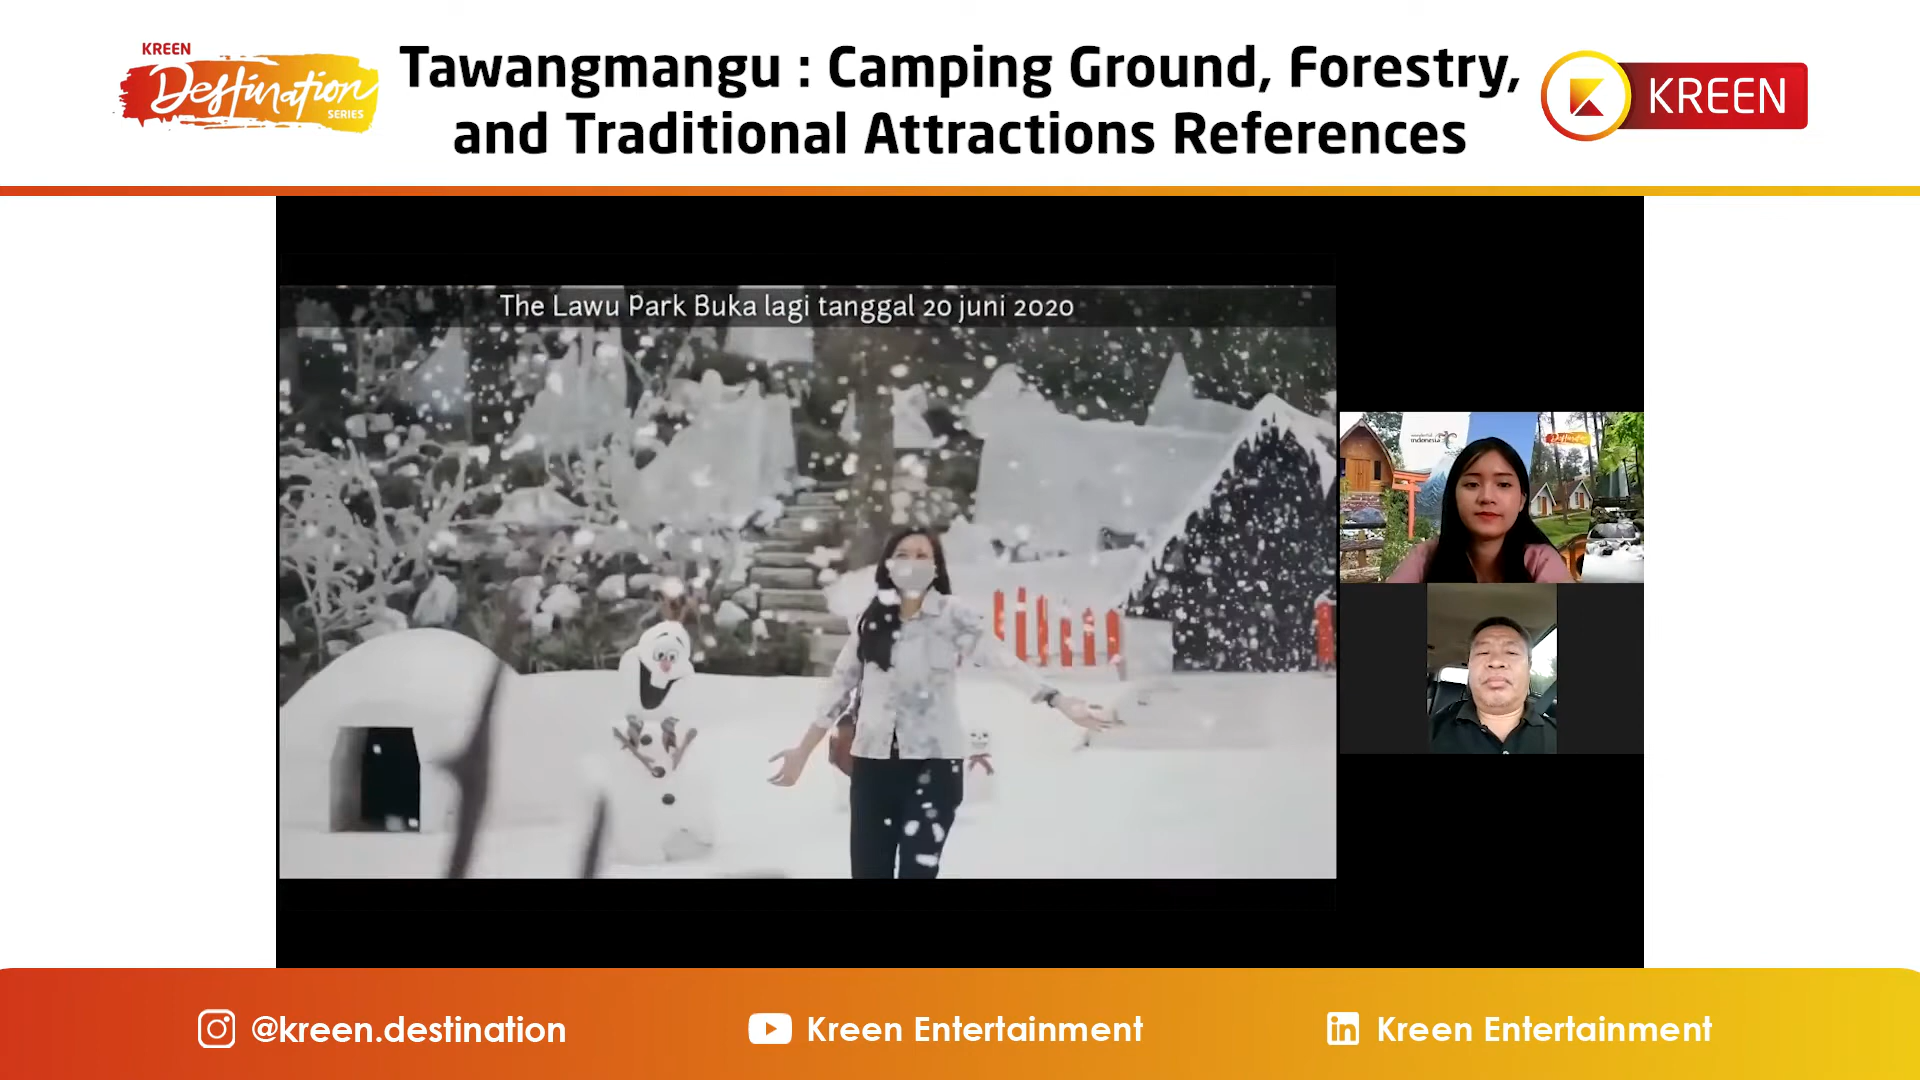 KREEN
Destination
SERIES
Tawangmangu : Camping Ground, Forestry,
and Traditional Attractions References
KREEN
The Lawu Park Buka lagi tanggal 20 juni 2020
indonesia
@kreen.destination
Kreen Entertainment
Kreen Entertainment